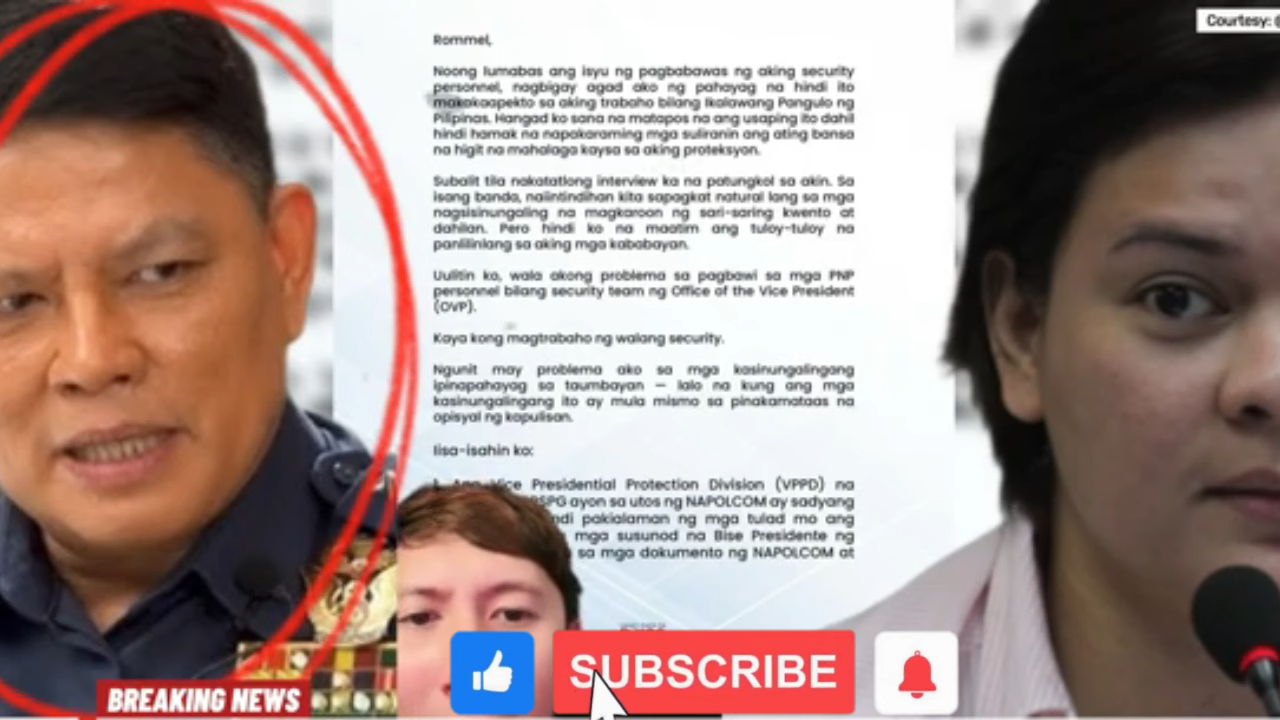 Courtesy: @
Rommel,
Noong lumabas ang isyu ng pagbabawas ng aking security
personnel, nagbigay agad ako ng pahayag na hindi ito
makakaapekto sa aking trabaho bilang Ikalawang Pangulo ng
Pilipinas. Hangad ko sana na matapos na ang usaping ito dahil
hindi hamak na napakaraming mga suliranin ang ating bansa
na higit na mahalaga kaysa sa aking proteksyon.
Subalit tila nakatatlong interview ka na patungkol sa akin. Sa
isang banda, naiintindihan kita sapagkat natural lang sa mga
nagsisinungaling na magkaroon ng sari-saring kwento at
dahilan. Pero hindi ko na maatim ang tuloy-tuloy na
panlilinlang sa aking mga kababayan.
Uulitin ko, wala akong problema sa pagbawi sa mga PNP
personnel bilang security team ng Office of the Vice President
(OVP).
Kaya kong magtrabaho ng walang security.
Ngunit may problema ako sa mga kasinungalingang
ipinapahayag sa taumbayan — lalo na kung ang mga
kasinungalingang ito ay mula mismo sa pinakamataas na
opisyal ng kapulisan.
Iisa-isahin ko:
Vice Presidential Protection Division (VPPD) na
ayon sa utos ng NAPOLCOM ay sadyang
pakialaman ng mga tulad mo ang
mga susunod na Bise Presidente ng
sa mga dokumento ng NAPOLCOM at
SUBSCRIBE
BREAKING NEWS